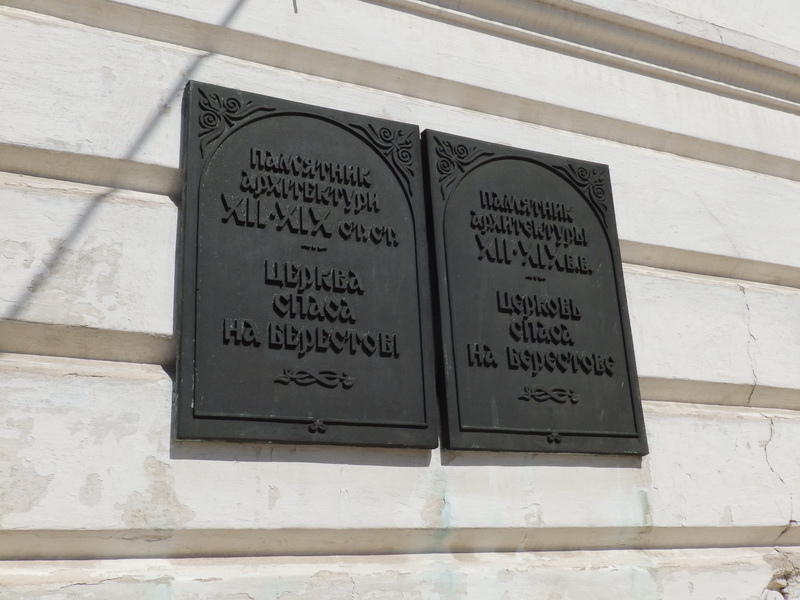 ПАМ'ЯТНИК
АРХІТЕКТУРИ
XII-XIX СТ.СТ.
ЦЕРКВА
СПАСА
НА БЕРЕСТОВІ
ПАМЯТНИК
АРХИТЕКТУРЫ
XII-XIX В.В.
ЦЕРКОВЬ
СПАСА
НА БЕРЕСТОВЕ